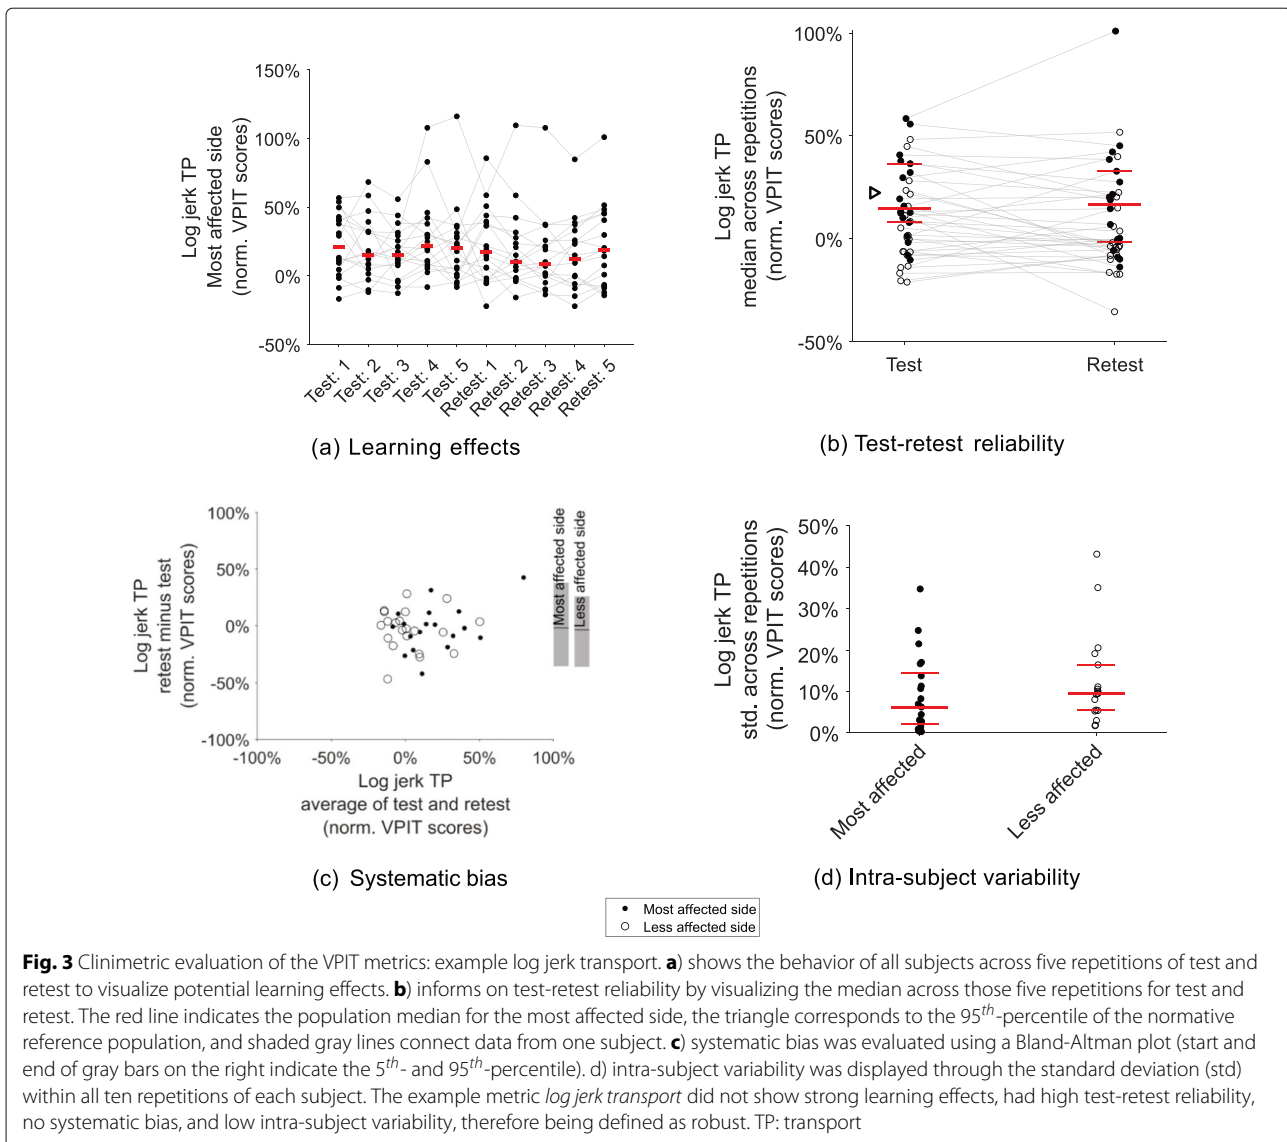 150%
100%
50%
0%
-50%
Log jerk TP
Most affected side
(norm. VPIT scores)
Test: 1
Test: 2
Test: 3
Test: 4
Test: 5
Retest: 1
Retest: 2
Retest: 3
Retest: 4
Retest: 5
(a) Learning effects
100%
50%
0%
-50%
Log jerk TP
median across repetitions
(norm. VPIT scores)
Test
Retest
(b) Test-retest reliability
100%
50%
0%
-50%
-100%
Log jerk TP
retest minus test
(norm. VPIT scores)
-100%
-50%
0%
50%
100%
Log jerk TP
average of test and retest
(norm. VPIT scores)
Most affected side
Less affected side
(c) Systematic bias
50%
40%
30%
20%
10%
0%
Log jerk TP
std. across repetitions
(norm. VPIT scores)
Most affected
Less affected
(d) Intra-subject variability
Most affected side
Less affected side
Fig. 3 Clinimetric evaluation of the VPIT metrics: example log jerk transport. a) shows the behavior of all subjects across five repetitions of test and
retest to visualize potential learning effects. b) informs on test-retest reliability by visualizing the median across those five repetitions for test and
retest. The red line indicates the population median for the most affected side, the triangle corresponds to the 95th-percentile of the normative
reference population, and shaded gray lines connect data from one subject. c) systematic bias was evaluated using a Bland-Altman plot (start and
end of gray bars on the right indicate the 5th- and 95th-percentile). d) intra-subject variability was displayed through the standard deviation (std)
within all ten repetitions of each subject. The example metric log jerk transport did not show strong learning effects, had high test-retest reliability,
no systematic bias, and low intra-subject variability, therefore being defined as robust. TP: transport